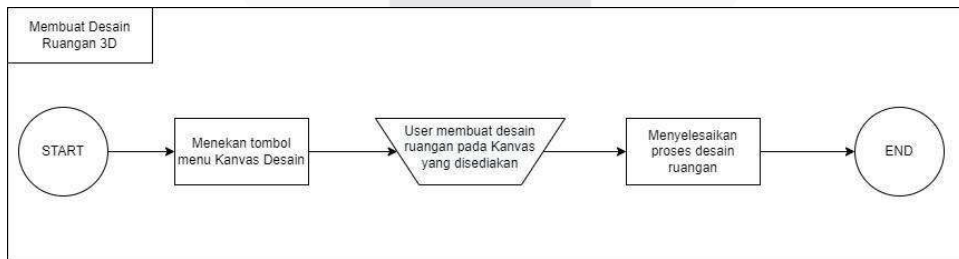 Membuat Desain
Ruangan 3D
START
Menekan tombol
menu Kanvas Desain
User membuat desain
ruangan pada Kanvas
yang disediakan
Menyelesaikan
proses desain
ruangan
END